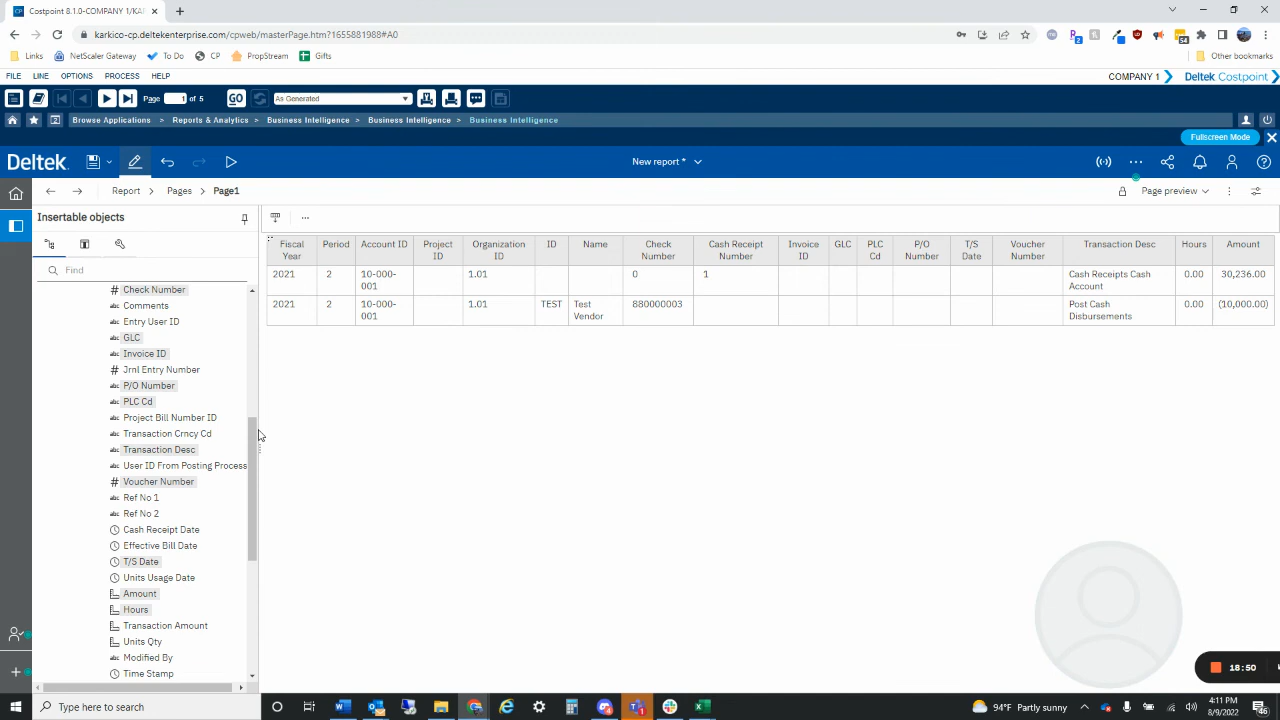 CP Costpoint 8.1.0-COMPANY 1/KAR
karkico-cp.deltekenterprise.com/cpweb/masterPage.htm?1655881988#A0
Links NetScaler Gateway To Do CP PropStream Gifts Other bookmarks
FILE LINE OPTIONS PROCESS HELP COMPANY 1 Deltek Costpoint
Page 1 of 5 GO As Generated
Browse Applications Reports & Analytics Business Intelligence Business Intelligence Business Intelligence
Fullscreen Mode
Deltek. New report *
Report Pages Page1 Page preview
Insertable objects
Find
Check Number
Comments
Entry User ID
GLC
Invoice ID
Jrnl Entry Number
P/O Number
PLC Cd
Project Bill Number ID
Transaction Crncy Cd
Transaction Desc
User ID From Posting Process
Voucher Number
Ref No 1
Ref No 2
Cash Receipt Date
Effective Bill Date
T/S Date
Units Usage Date
Amount
Hours
Transaction Amount
Units Qty
Modified By
Time Stamp
Fiscal Year Period Account ID Project ID Organization ID ID Name Check Number Cash Receipt Number Invoice ID GLC PLC Cd P/O Number T/S Date Voucher Number Transaction Desc Hours Amount
2021 2 10-000-001 1.01 0 1 Cash Receipts Cash Account 0.00 30,236.00
2021 2 10-000-001 1.01 TEST Test Vendor 880000003 Post Cash Disbursements 0.00 (10,000.00)
18:50
Type here to search
94°F Partly sunny
4:11 PM
8/9/2022